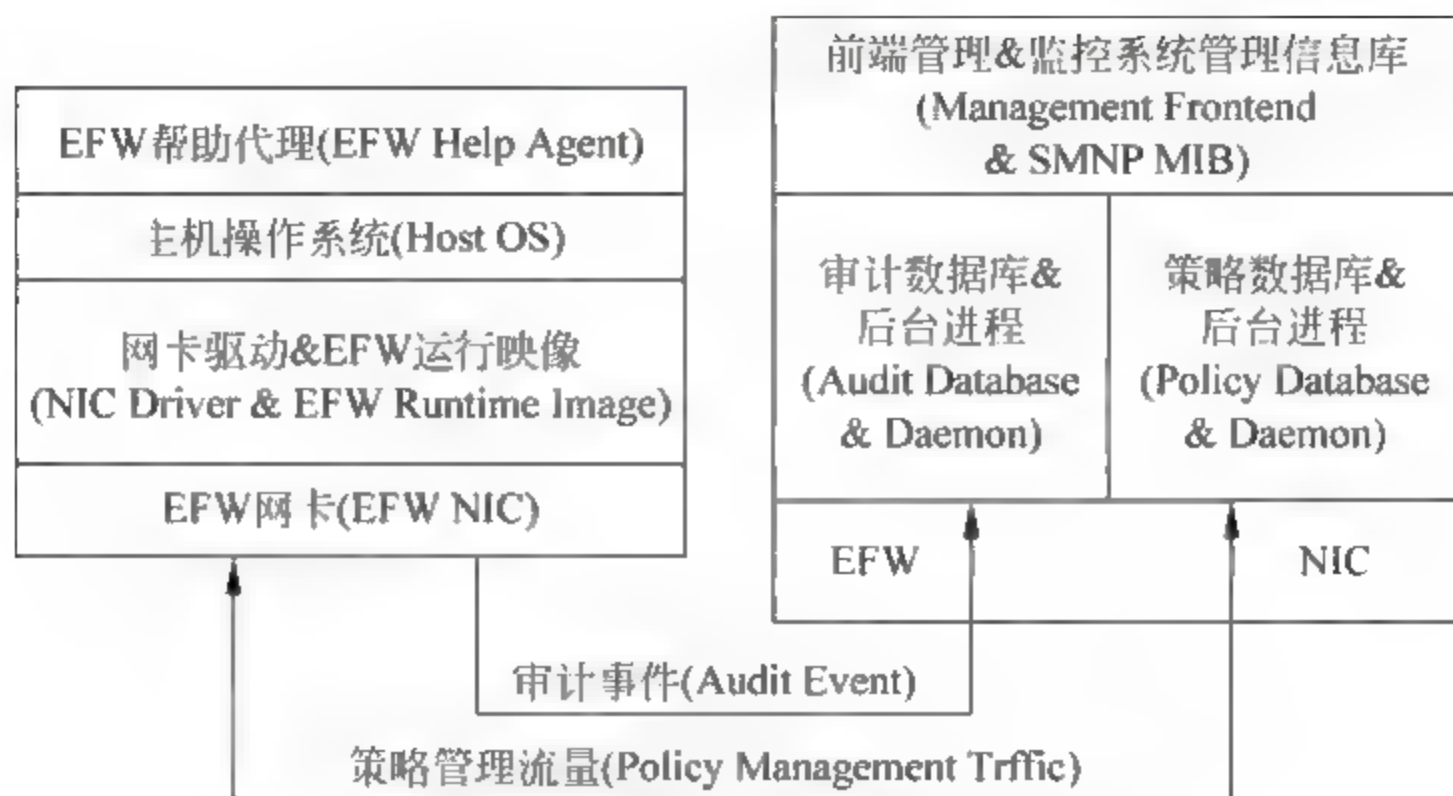 EFW帮助代理(EFW Help Agent)
主机操作系统(Host OS)
网卡驱动&EFW运行映像
(NIC Driver & EFW Runtime Image)
EFW网卡(EFW NIC)
前端管理&监控系统管理信息库
(Management Frontend
& SMNP MIB)
审计数据库&
后台进程
(Audit Database
& Daemon)
策略数据库&
后台进程
(Policy Database
& Daemon)
EFW NIC
审计事件(Audit Event)
策略管理流量(Policy Management Trffic)